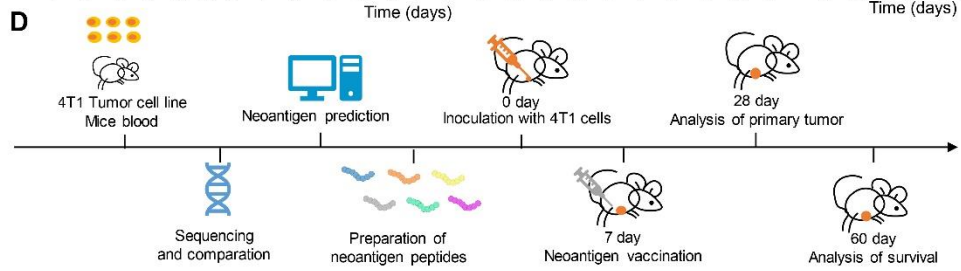 D
Time (days)
Time (days)
4T1 Tumor cell line
Mice blood
Neoantigen prediction
0 day
Inoculation with 4T1 cells
28 day
Analysis of primary tumor
Sequencing
and comparation
Preparation of
neoantigen peptides
7 day
Neoantigen vaccination
60 day
Analysis of survival